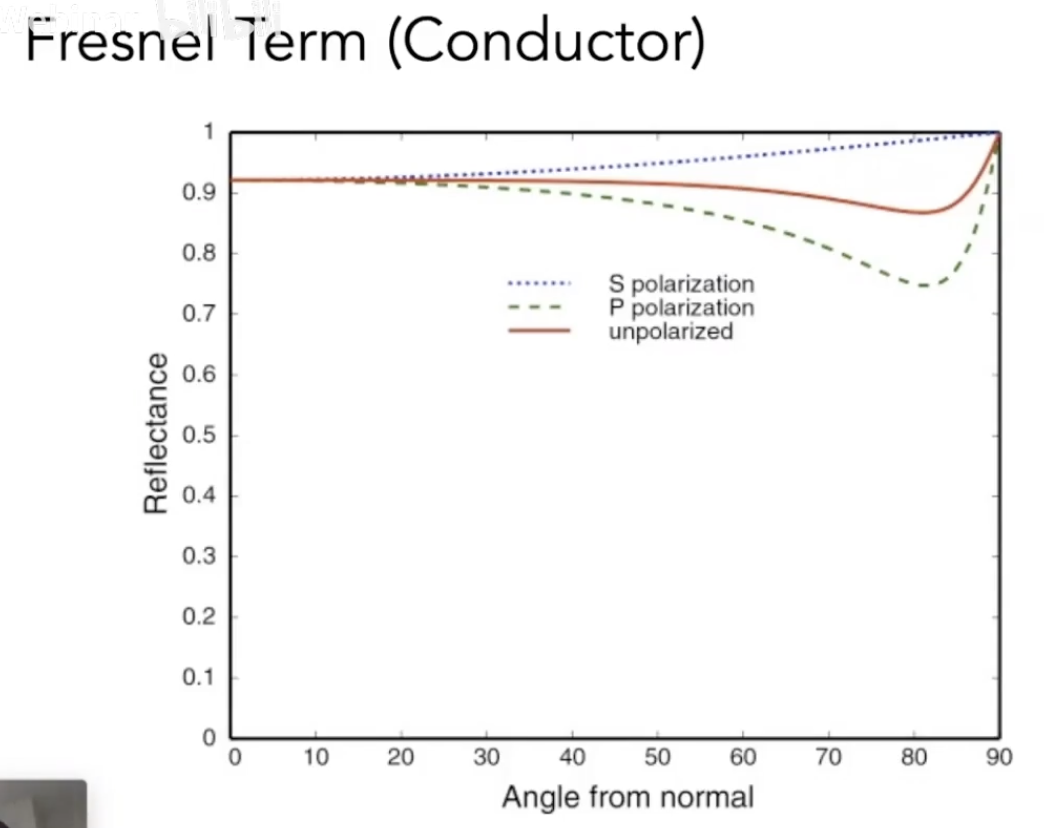 Webinar
Fresnel Term (Conductor)
1
0.9
0.8
0.7
0.6
0.5
0.4
0.3
0.2
0.1
0
Reflectance
S polarization
P polarization
unpolarized
0 10 20 30 40 50 60 70 80 90
Angle from normal